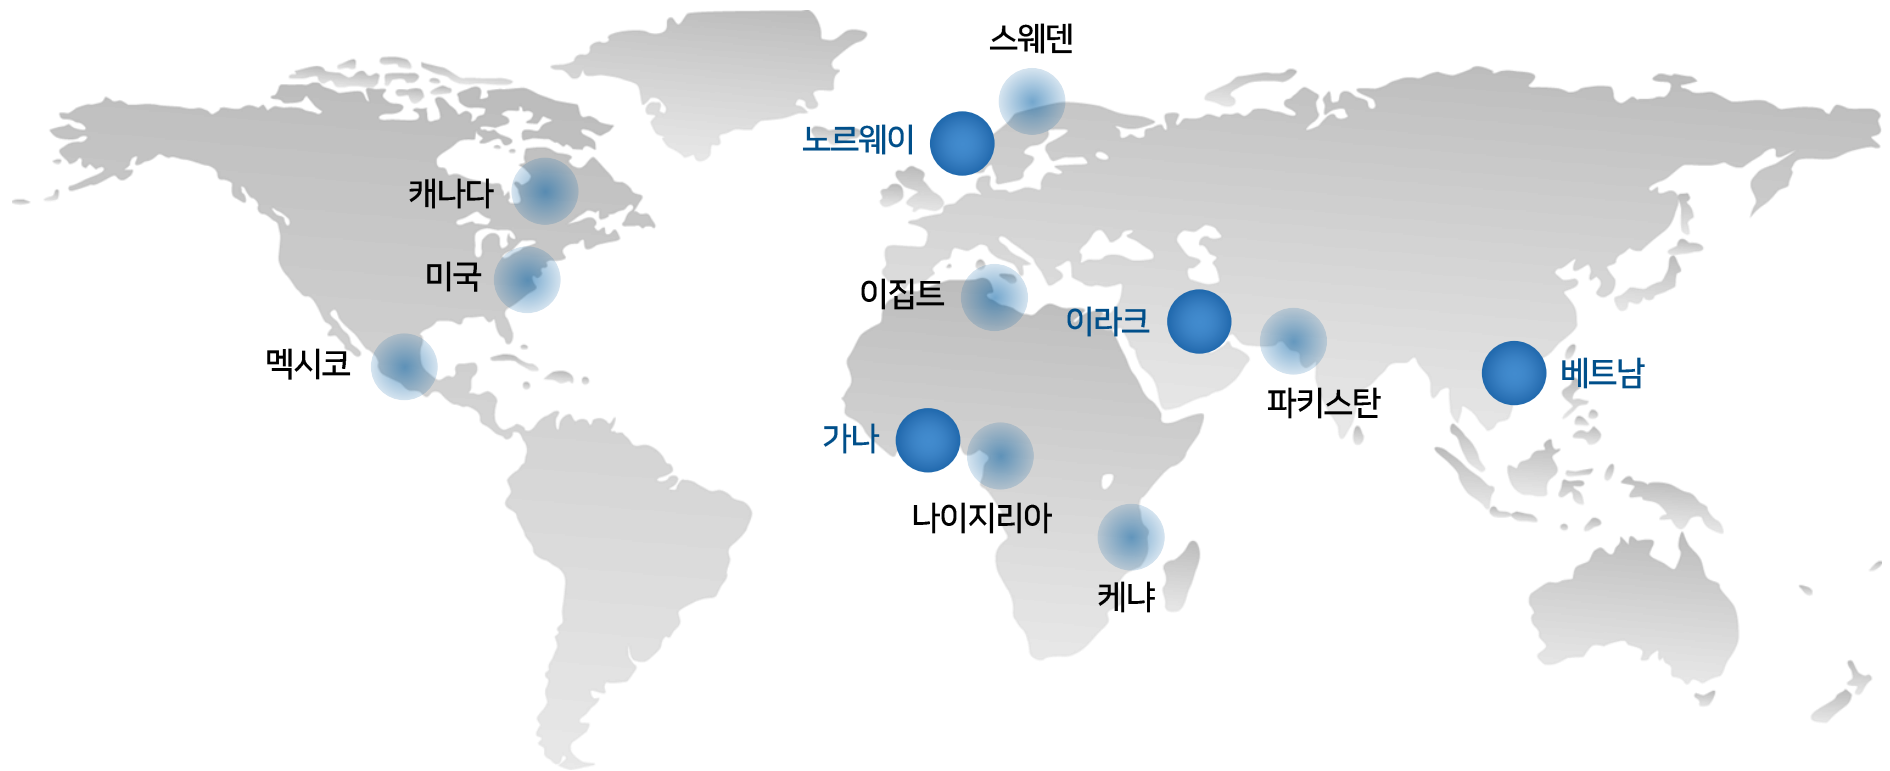 스웨덴
노르웨이
캐나다
미국
이집트
이라크
멕시코
베트남
파키스탄
가나
나이지리아
케냐